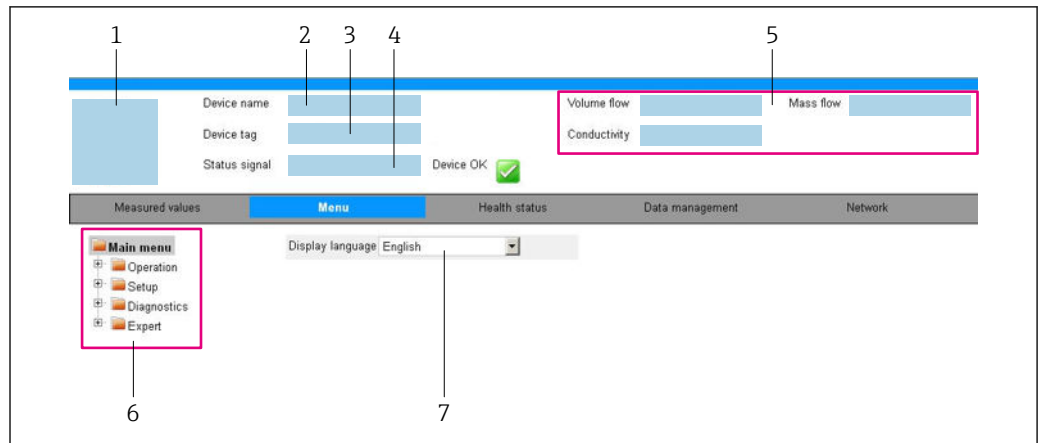 1 2 3 4 5
Device name Volume flow Mass flow
Device tag Conductivity
Status signal Device OK
Measured values Menu Health status Data management Network
Main menu Display language English
Operation
Setup
Diagnostics
Expert
6 7